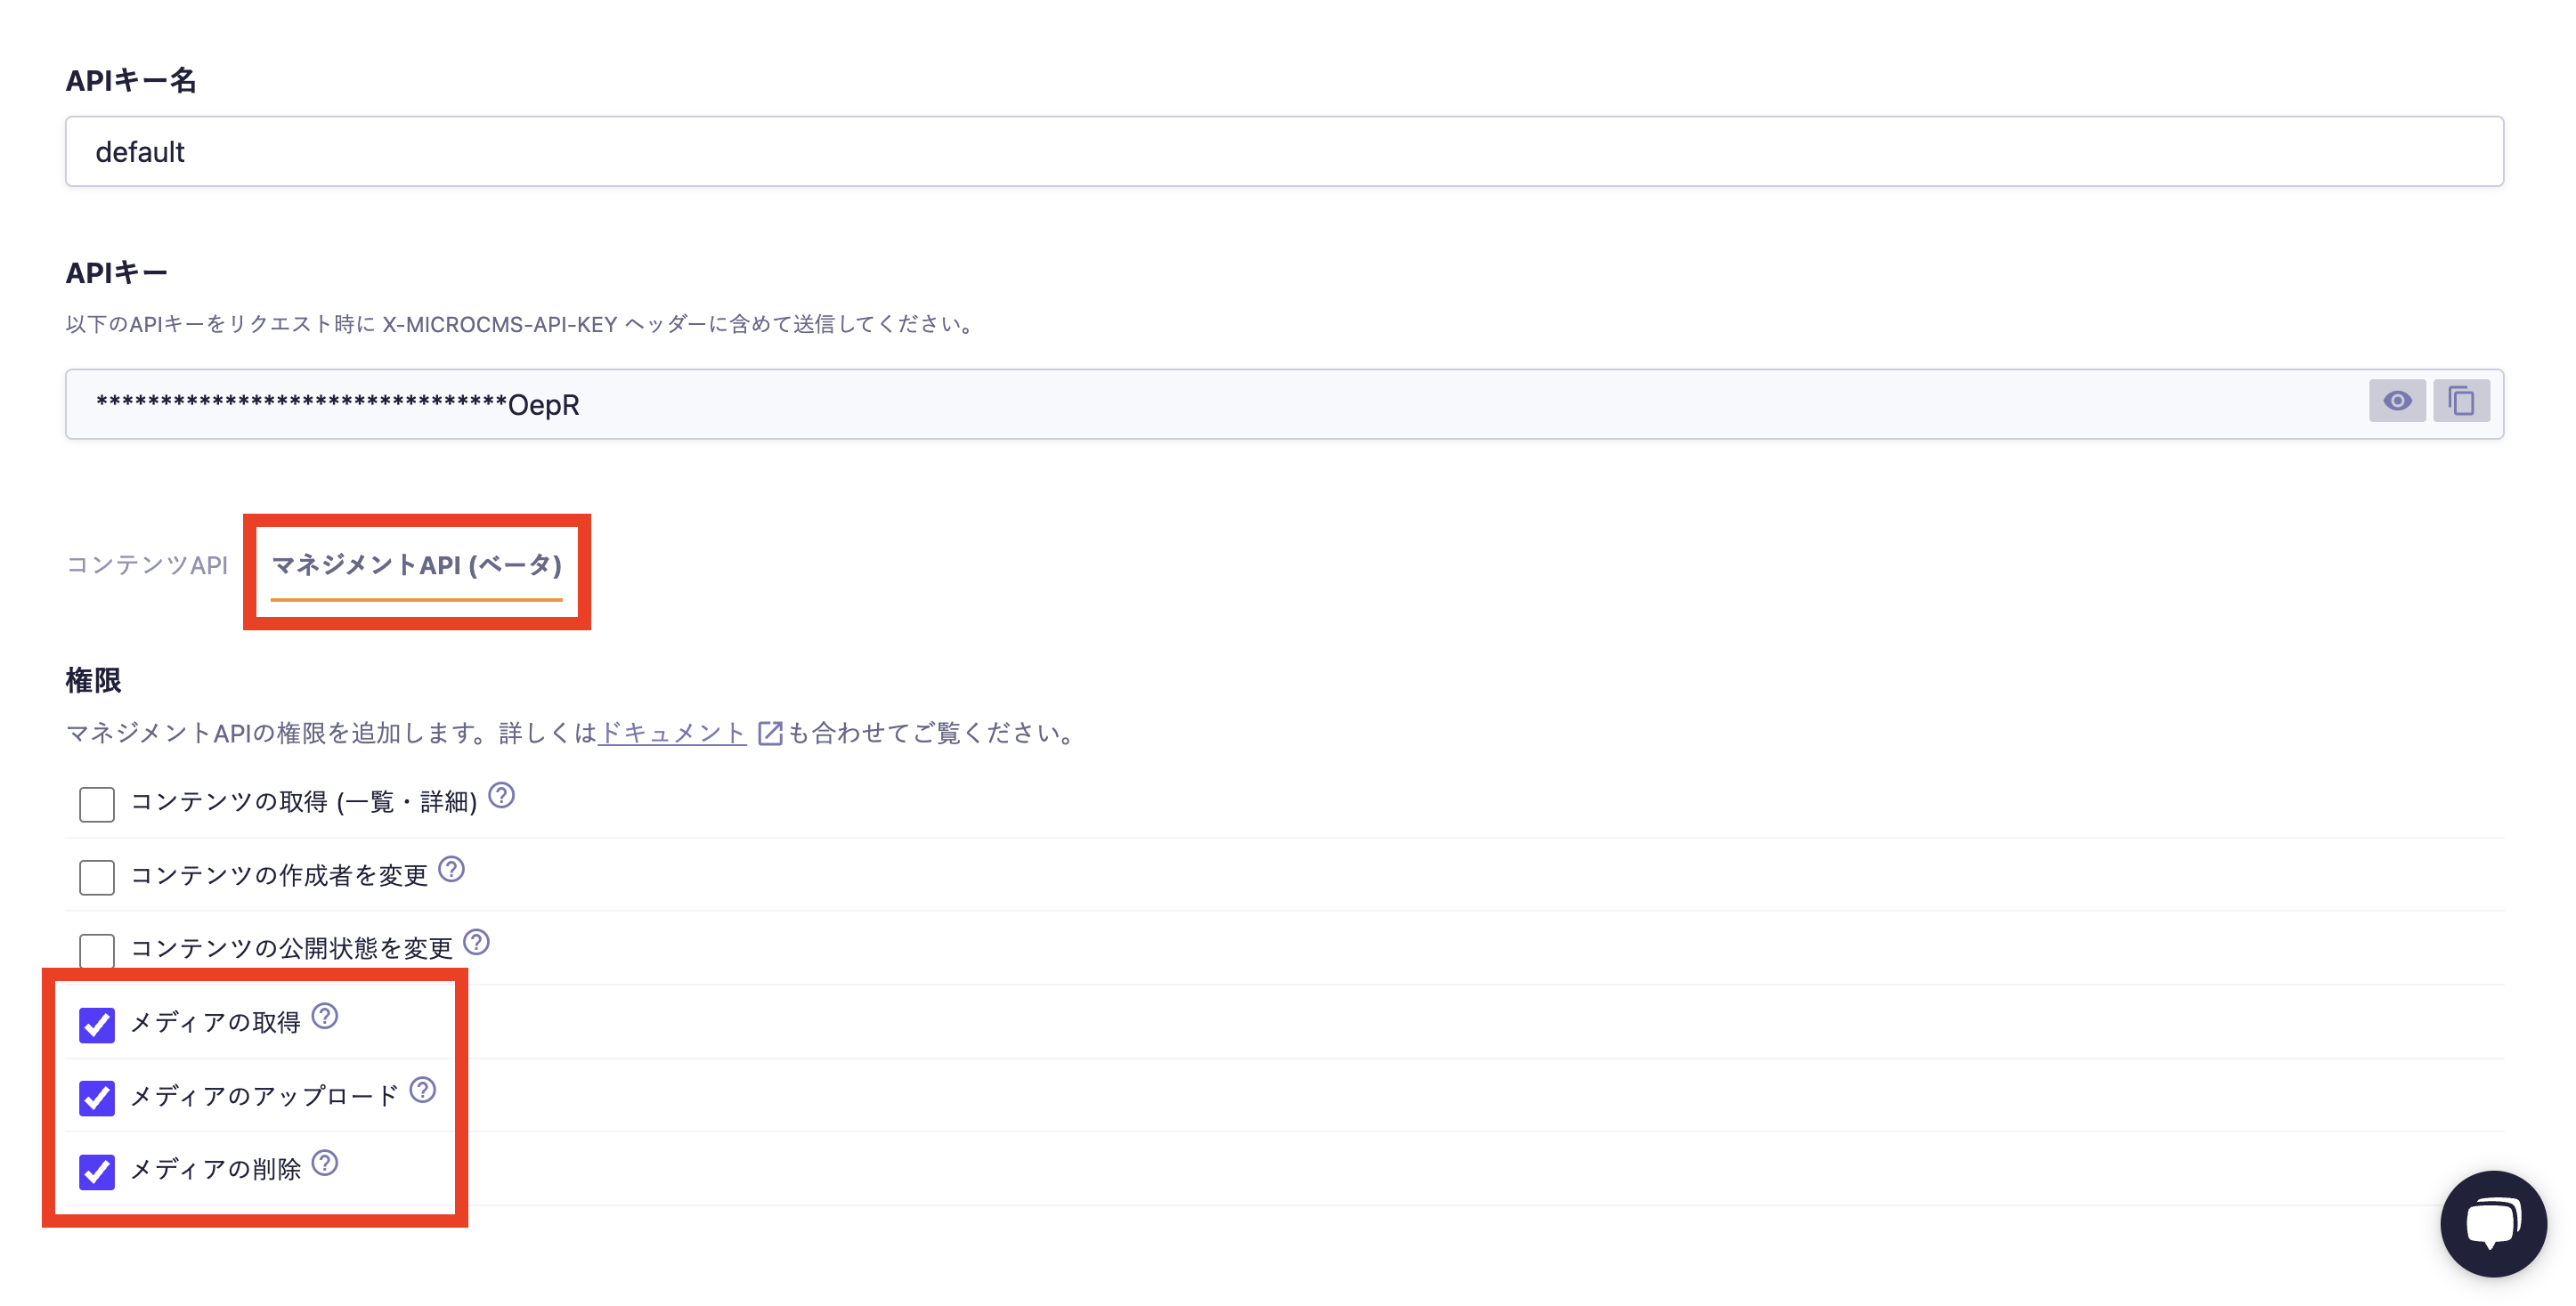 APIキー名
default
APIキー
以下のAPIキーをリクエスト時に X-MICROCMS-API-KEY ヘッダーに含めて送信してください。
********************************OepR
コンテンツAPI マネジメントAPI (ベータ)
権限
マネジメントAPIの権限を追加します。詳しくはドキュメント も合わせてご覧ください。
コンテンツの取得 (一覧・詳細)
コンテンツの作成者を変更
コンテンツの公開状態を変更
メディアの取得
メディアのアップロード
メディアの削除